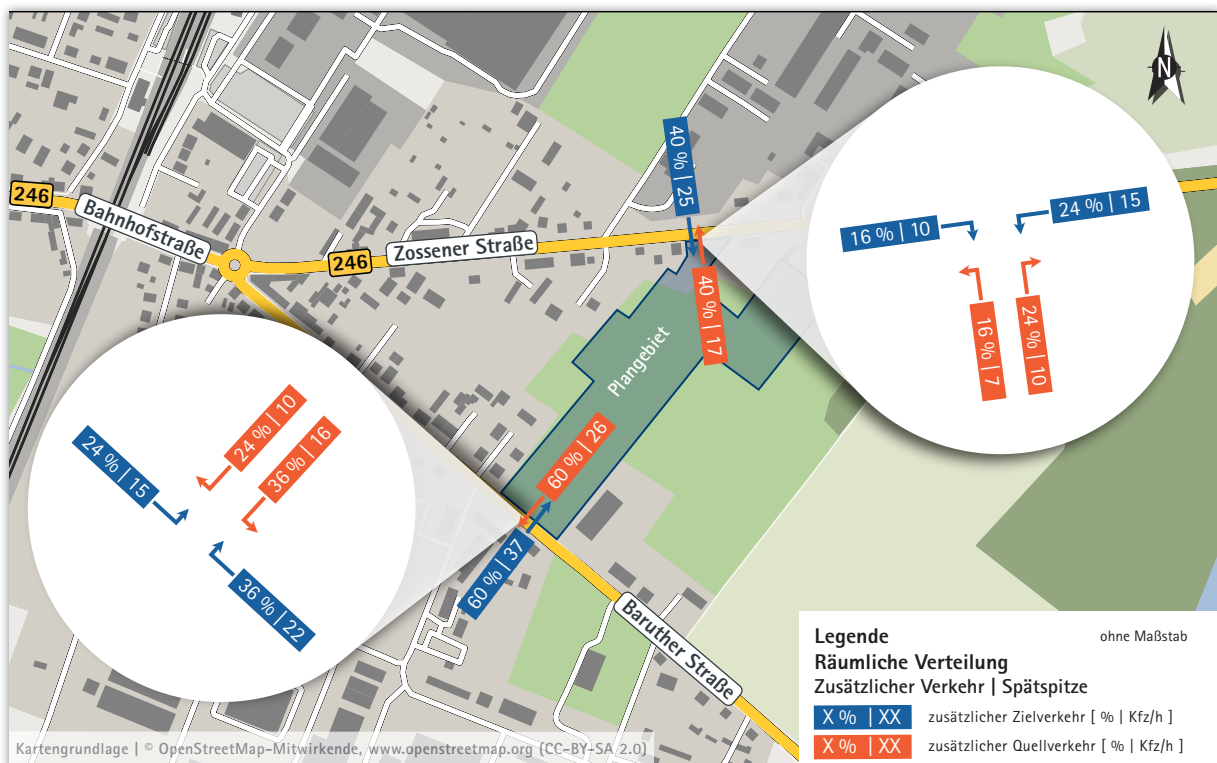 N
246
Bahnhofstraße
246
Zossener Straße
40 % | 25
40 % | 17
16 % | 10
24 % | 15
16 % | 7
24 % | 10
Plangebiet
24 % | 10
36 % | 16
24 % | 15
36 % | 22
60 % | 26
60 % | 37
Baruther Straße
Legende
ohne Maßstab
Räumliche Verteilung
Zusätzlicher Verkehr | Spätspitze
X % | XX zusätzlicher Zielverkehr [ % | Kfz/h ]
X % | XX zusätzlicher Quellverkehr [ % | Kfz/h ]
Kartengrundlage | © OpenStreetMap-Mitwirkende, www.openstreetmap.org (CC-BY-SA 2.0)